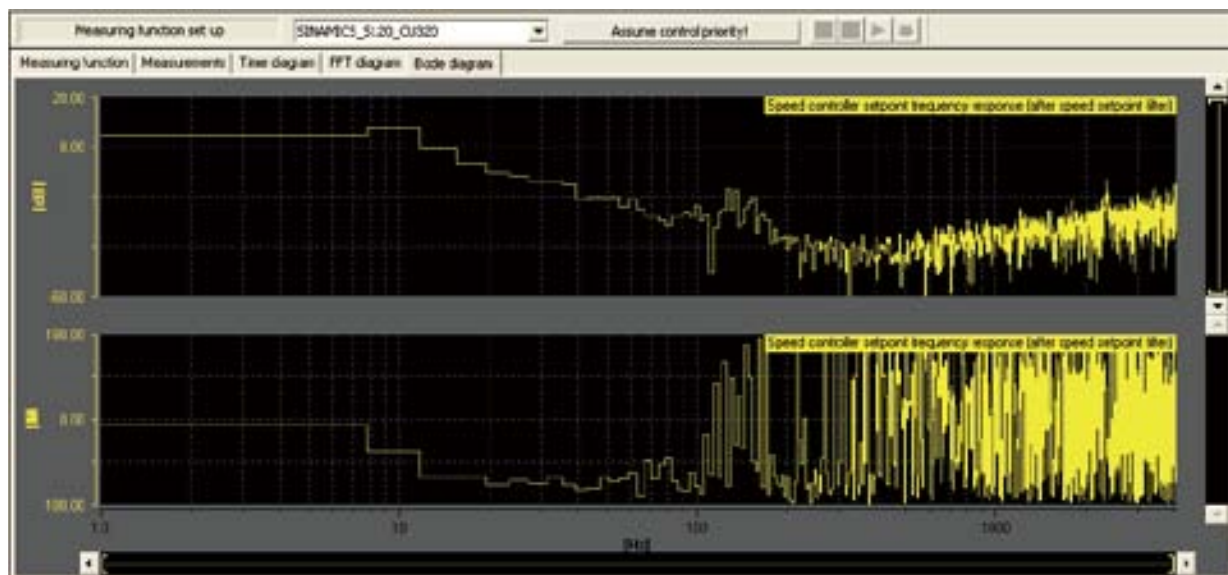 Measuring function set up
SINAMICS_S120_CU320
Assume control priority!
Measuring function
Measurements
Time diagram
FFT diagram
Bode diagram
20.00
Speed controller setpoint frequency response (after speed setpoint filter)
0.00
[dB]
-60.00
180.00
Speed controller setpoint frequency response (after speed setpoint filter)
0.00
1.0
10
100
1000
[Hz]